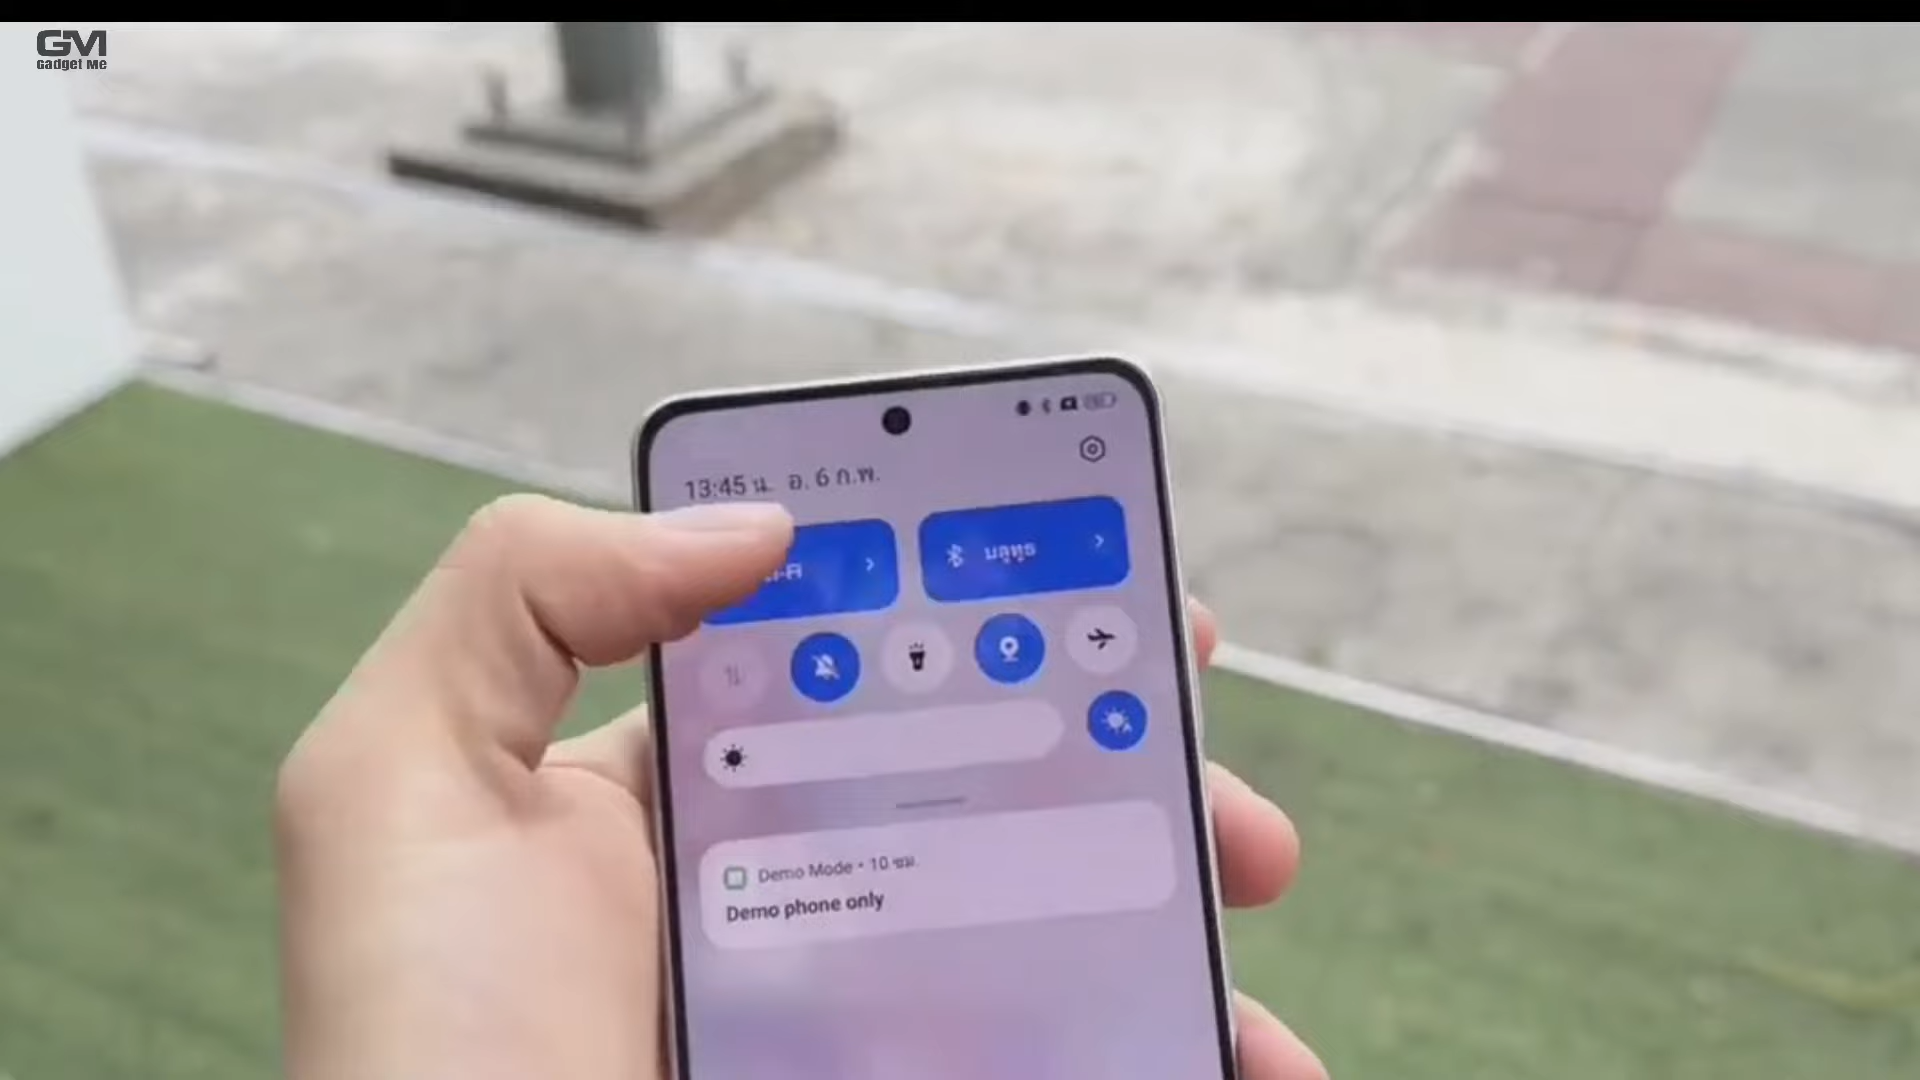 GM
Gadget Me
13:45 น. อ. 6 ก.พ.
บลูทูธ
Demo Mode • 10 ชม.
Demo phone only